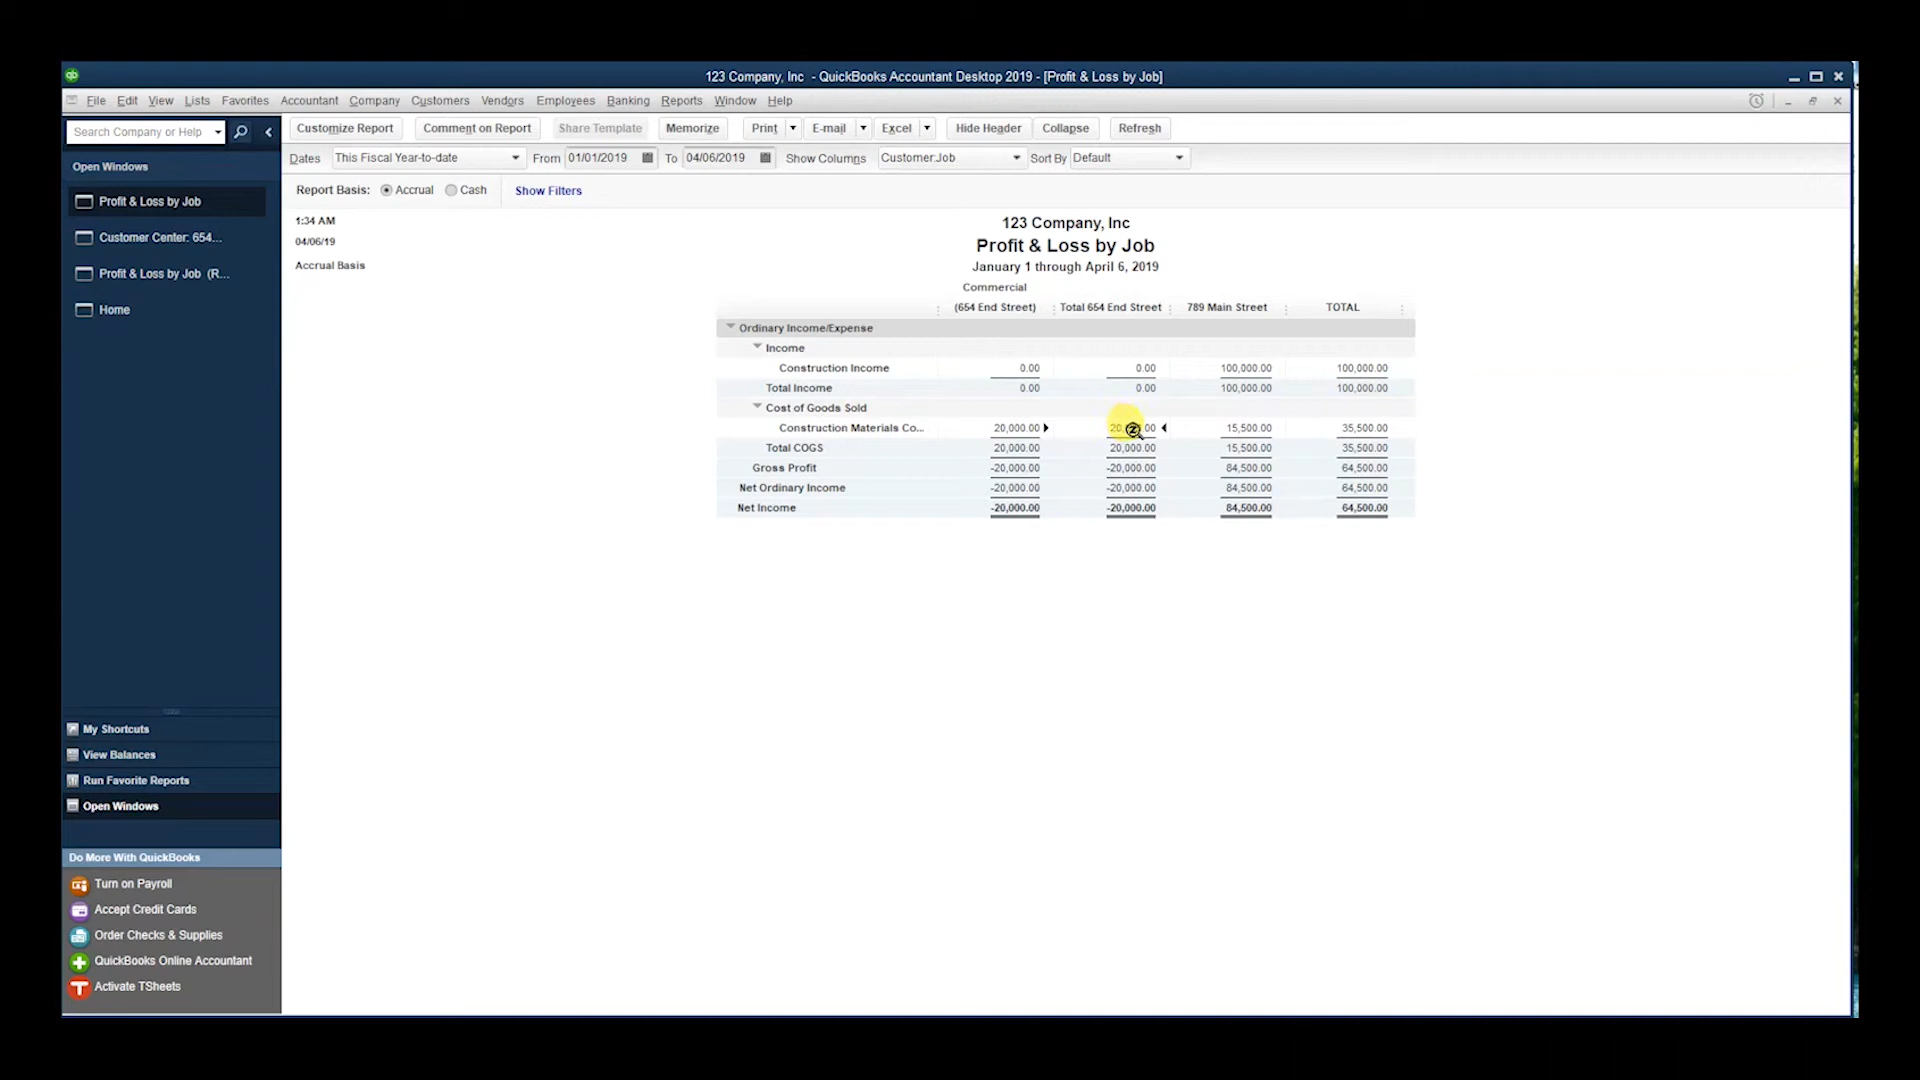 123 Company, Inc - QuickBooks Accountant Desktop 2019 - [Profit & Loss by Job]
File Edit View Lists Favorites Accountant Company Customers Vendors Employees Banking Reports Window Help
Search Company or Help
Customize Report Comment on Report Share Template Memorize Print E-mail Excel Hide Header Collapse Refresh
Dates This Fiscal Year-to-date From 01/01/2019 To 04/06/2019 Show Columns Customer:Job Sort By Default
Report Basis: Accrual Cash Show Filters
Open Windows
Profit & Loss by Job
Customer Center: 654...
Profit & Loss by Job (R...
Home
My Shortcuts
View Balances
Run Favorite Reports
Open Windows
Do More With QuickBooks
Turn on Payroll
Accept Credit Cards
Order Checks & Supplies
QuickBooks Online Accountant
Activate TSheets
1:34 AM
04/06/19
Accrual Basis
123 Company, Inc
Profit & Loss by Job
January 1 through April 6, 2019
Commercial
(654 End Street) Total 654 End Street 789 Main Street TOTAL
Ordinary Income/Expense
Income
Construction Income 0.00 0.00 100,000.00 100,000.00
Total Income 0.00 0.00 100,000.00 100,000.00
Cost of Goods Sold
Construction Materials Co... 20,000.00 15,500.00 35,500.00
Total COGS 20,000.00 20,000.00 15,500.00 35,500.00
Gross Profit -20,000.00 -20,000.00 84,500.00 64,500.00
Net Ordinary Income -20,000.00 -20,000.00 84,500.00 64,500.00
Net Income -20,000.00 -20,000.00 84,500.00 64,500.00